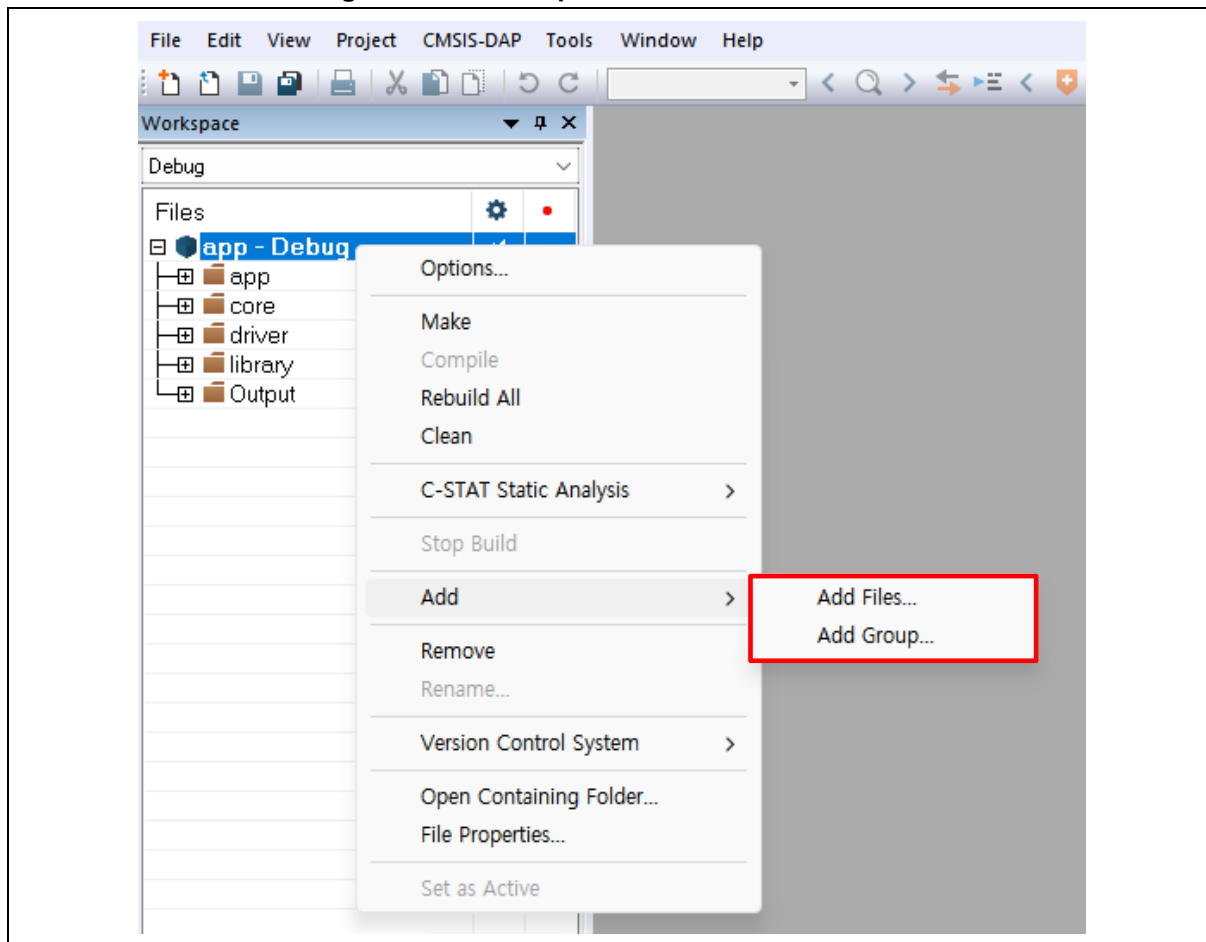 File Edit View Project CMSIS-DAP Tools Window Help
Workspace
Debug
Files
app - Debug
app
core
driver
library
Output
Options...
Make
Compile
Rebuild All
Clean
C-STAT Static Analysis
Stop Build
Add
Add Files...
Add Group...
Remove
Rename...
Version Control System
Open Containing Folder...
File Properties...
Set as Active